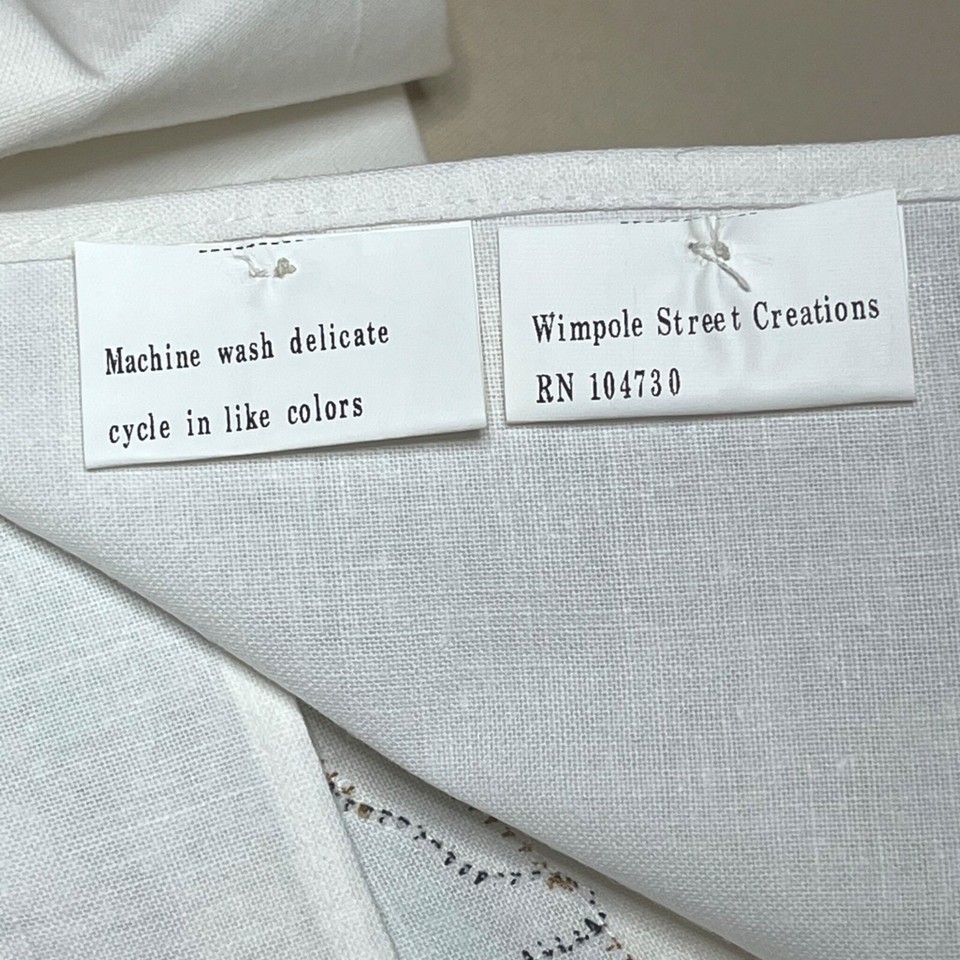 Machine wash delicate
cycle in like colors
Wimpole Street Creations
RN 104730